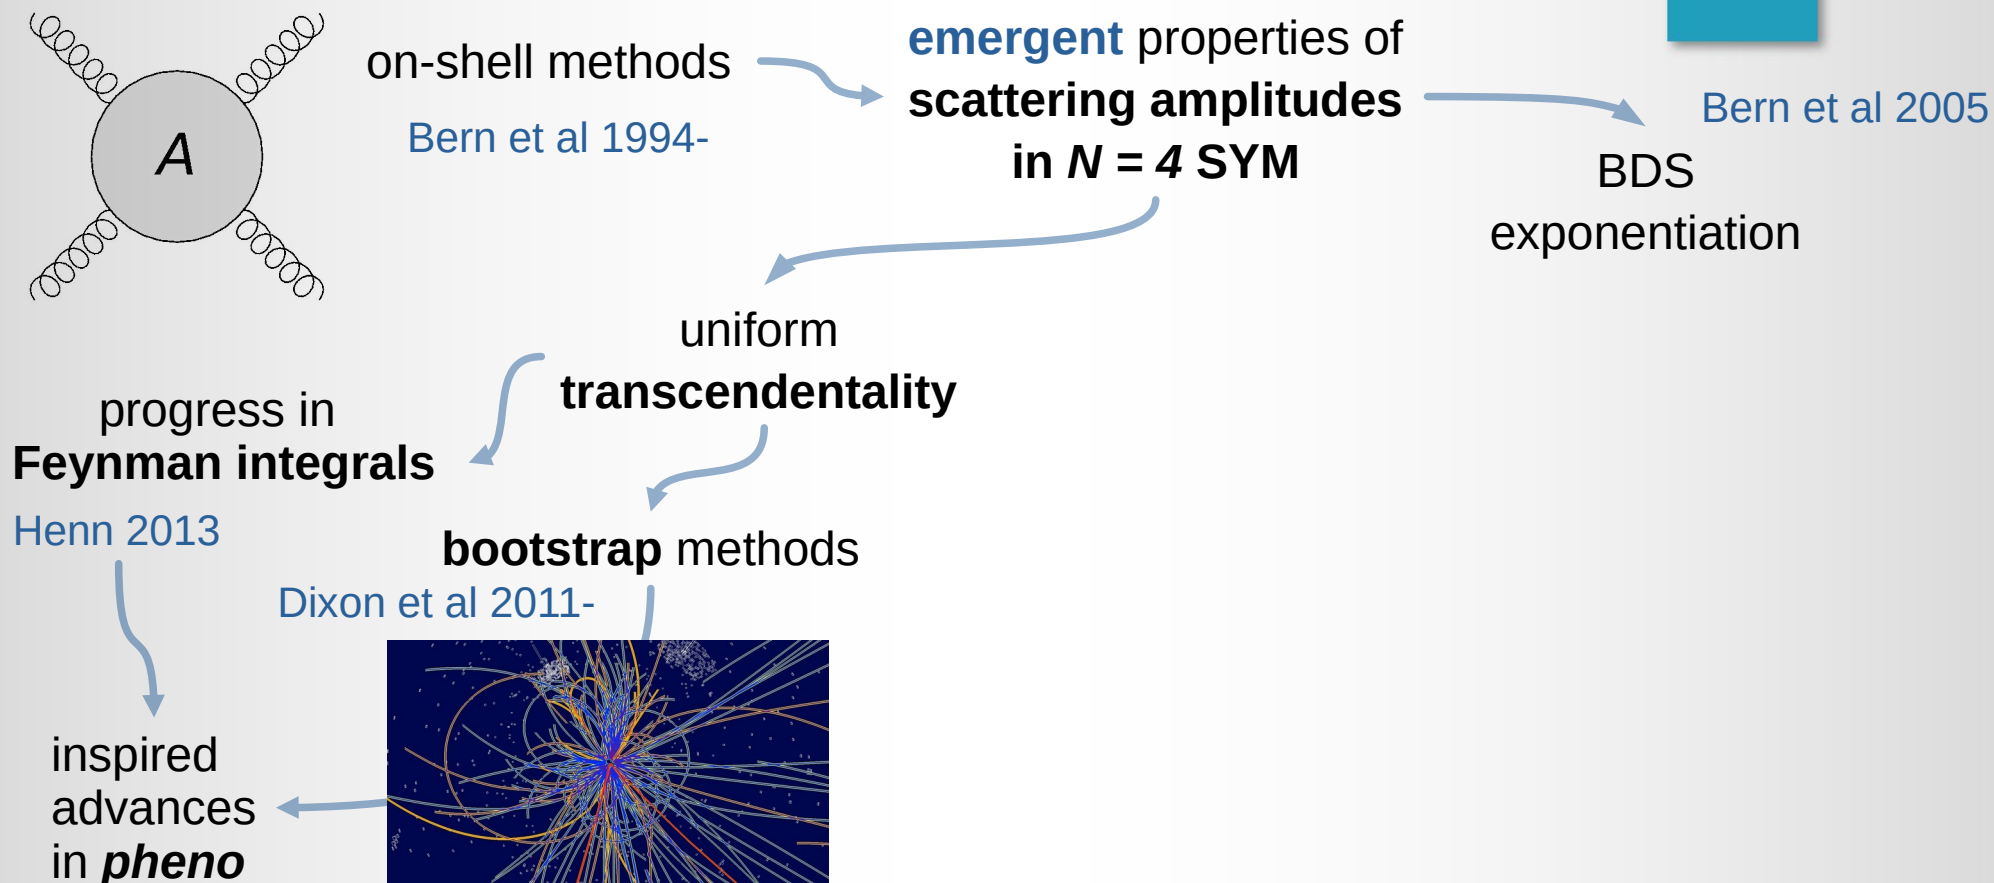 A
on-shell methods
Bern et al 1994-
emergent properties of
scattering amplitudes
in N = 4 SYM
Bern et al 2005
BDS
exponentiation
uniform
transcendentality
progress in
Feynman integrals
Henn 2013
bootstrap methods
Dixon et al 2011-
inspired
advances
in pheno